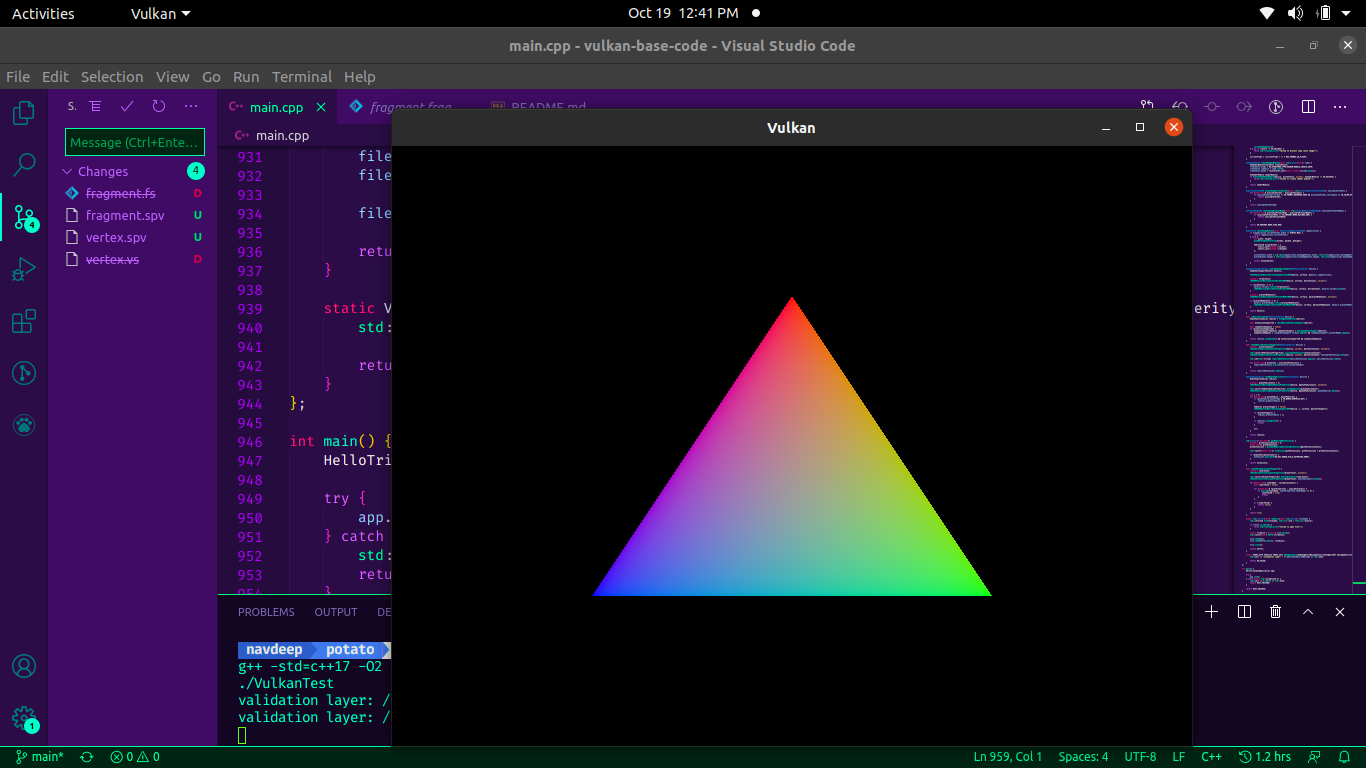 Activities
Vulkan
Oct 19 12:41 PM
main.cpp - vulkan-base-code - Visual Studio Code
File Edit Selection View Go Run Terminal Help
S.
main.cpp
fragment.frag
README.md
Message (Ctrl+Ente...
main.cpp
Vulkan
Changes
4
fragment.fs D
fragment.spv U
vertex.spv U
vertex.vs D
4
1
931 file
932 file
933
934 file
935
936 retu
937 }
938
939 static V
erity
940 std:
941
942 retu
943 }
944 };
945
946 int main() {
947 HelloTri
948
949 try {
950 app.
951 } catch
952 std:
953 retu
954 }
PROBLEMS OUTPUT DE
navdeep potato
g++ -std=c++17 -O2
./VulkanTest
validation layer: /
validation layer: /
main* 0 0
Ln 959, Col 1 Spaces: 4 UTF-8 LF C++ 1.2 hrs